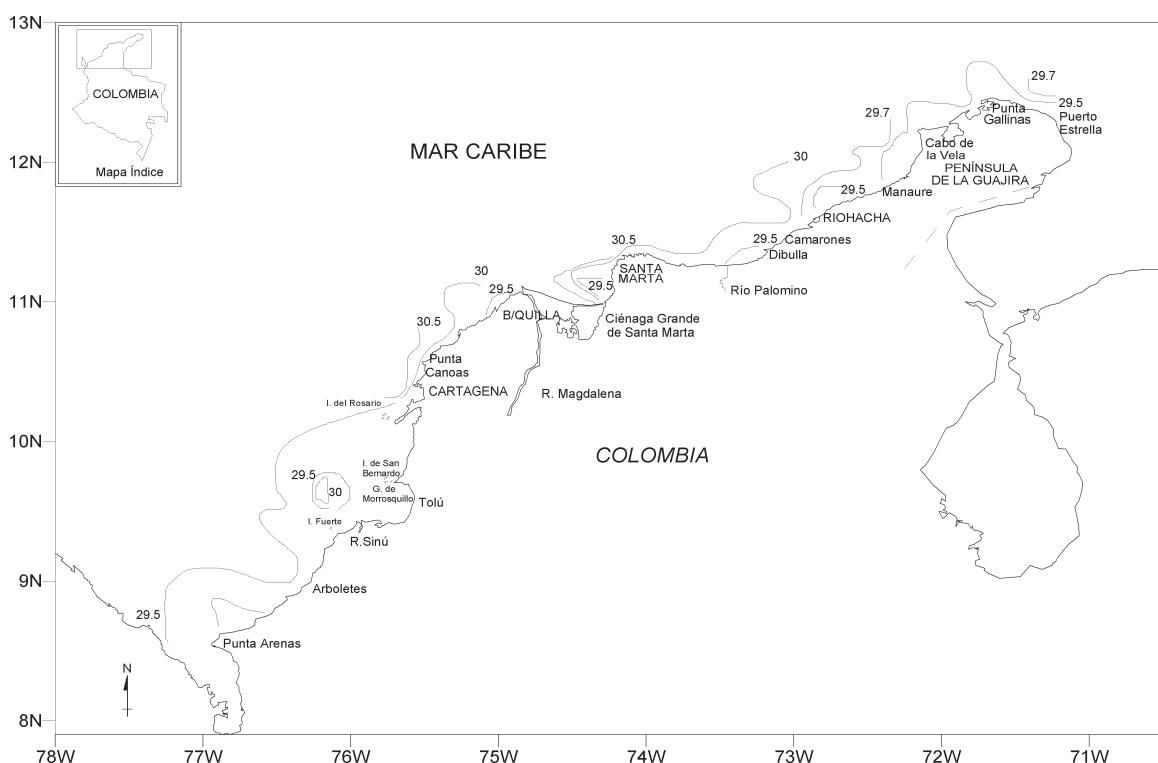 13N
COLOMBIA
Mapa Índice
12N
11N
10N
9N
8N
78W
77W
76W
75W
74W
73W
72W
71W
MAR CARIBE
COLOMBIA
29.7
29.5
Punta
Gallinas
Puerto
Estrella
29.7
Cabo de
la Vela
PENÍNSULA
DE LA GUAJIRA
30
29.5
Manaure
RIOHACHA
30.5
29.5
Camarones
Dibulla
SANTA
MARTA
30
29.5
29.5
Río Palomino
B/QUILLA
Ciénaga Grande
de Santa Marta
30.5
Punta
Canoas
CARTAGENA
R. Magdalena
I. del Rosario
I. de San
Bernardo
29.5
30
G. de
Morrosquillo
Tolú
I. Fuerte
R.Sinú
Arboletes
29.5
Punta Arenas
N